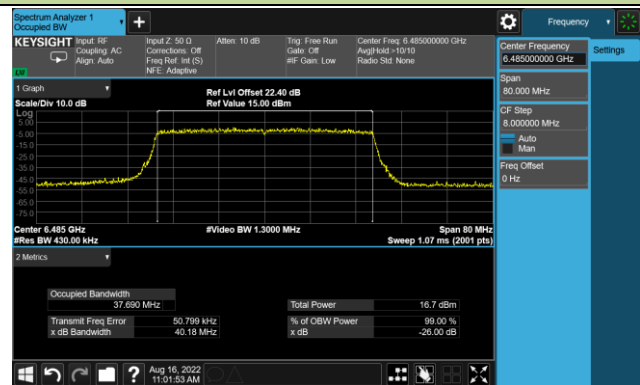 Spectrum Analyzer 1
Occupied BW
+
Frequency
KEYSIGHT
Input: RF
Coupling: AC
Align: Auto
Input Z: 50 Ω
Corrections: Off
Freq Ref: Int (S)
NFE: Adaptive
Atten: 10 dB
Trig: Free Run
Gate: Off
#IF Gain: Low
Center Freq: 6.485000000 GHz
Avg|Hold >10/10
Radio Std: None
LU
Center Frequency
6.485000000 GHz
Settings
Span
80.000 MHz
CF Step
8.000000 MHz
Auto
Man
Freq Offset
0 Hz
1 Graph
Scale/Div 10.0 dB
Ref Lvl Offset 22.40 dB
Ref Value 15.00 dBm
Log
5.00
-5.00
-15.0
-25.0
-35.0
-45.0
-55.0
-65.0
-75.0
Center 6.485 GHz
#Video BW 1.3000 MHz
Span 80 MHz
#Res BW 430.00 kHz
Sweep 1.07 ms (2001 pts)
2 Metrics
Occupied Bandwidth
37.690 MHz
Total Power
16.7 dBm
Transmit Freq Error
50.799 kHz
% of OBW Power
99.00 %
x dB Bandwidth
40.18 MHz
x dB
-26.00 dB
?
Aug 16, 2022
11:01:53 AM